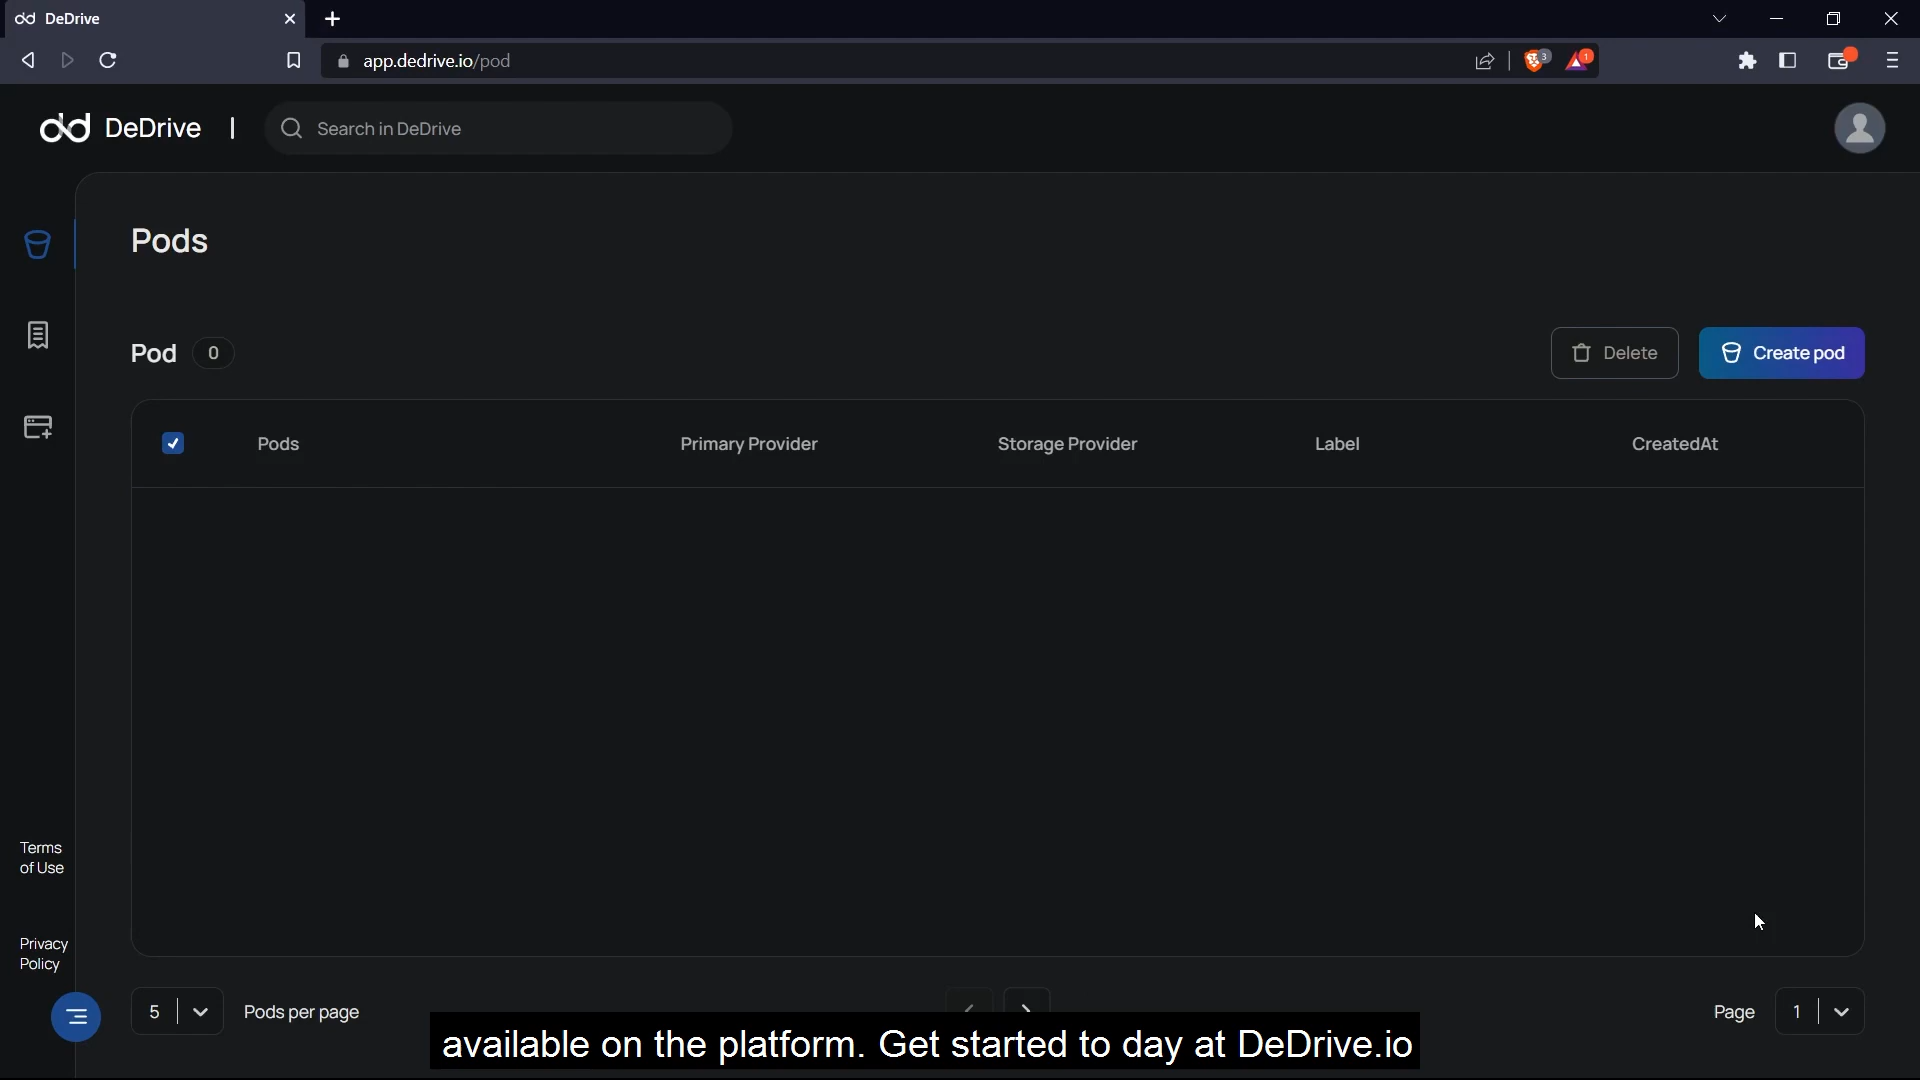 DeDrive
app.dedrive.io/pod
3
1
DeDrive
Search in DeDrive
Pods
Pod 0
Delete
Create pod
Pods Primary Provider Storage Provider Label CreatedAt
Terms
of Use
Privacy
Policy
5 Pods per page
Page 1
available on the platform. Get started to day at DeDrive.io